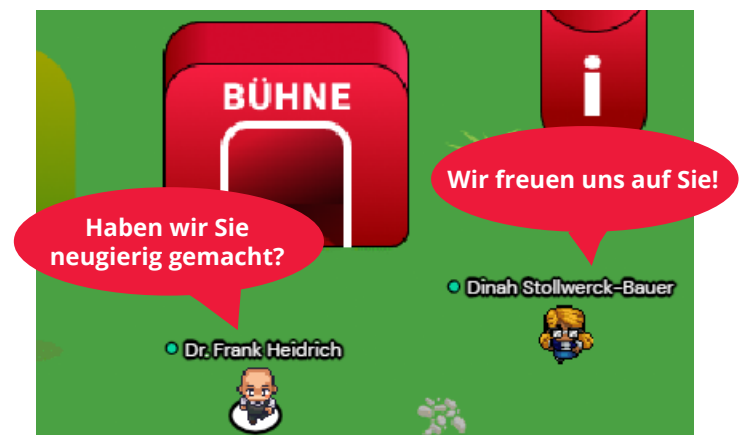 BÜHNE
i
Wir freuen uns auf Sie!
Haben wir Sie
neugierig gemacht?
Dinah Stollwerck-Bauer
Dr. Frank Heidrich